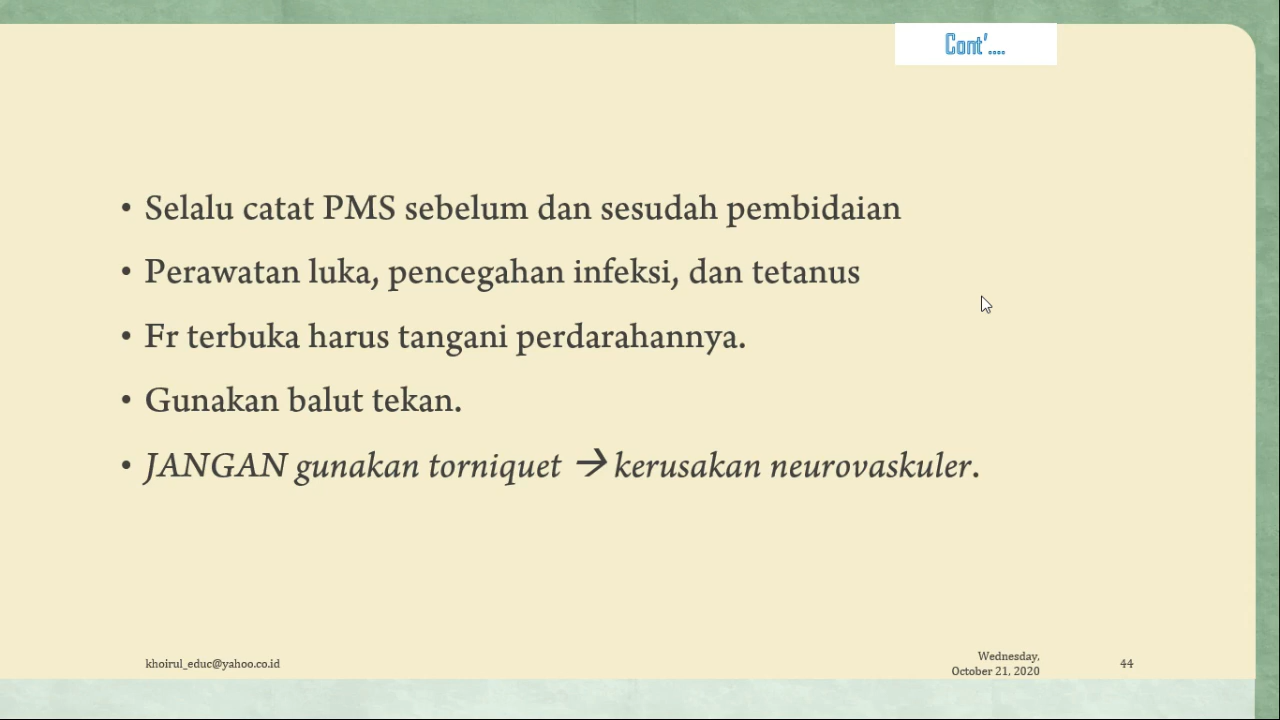 Cont’....
• Selalu catat PMS sebelum dan sesudah pembidaian
• Perawatan luka, pencegahan infeksi, dan tetanus
• Fr terbuka harus tangani perdarahannya.
• Gunakan balut tekan.
• JANGAN gunakan torniquet → kerusakan neurovaskuler.
khoirul_educ@yahoo.co.id
Wednesday,
October 21, 2020
44